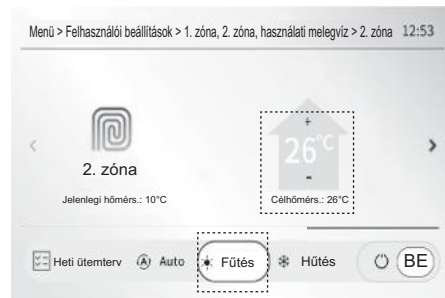 Menü > Felhasználói beállítások > 1. zóna, 2. zóna, használati melegvíz > 2. zóna 12:53
+
26°C
-
2. zóna
Jelenlegi hőmérs.: 10°C
Célhőmérs.: 26°C
Heti ütemterv
A Auto
Fűtés
Hűtés
BE